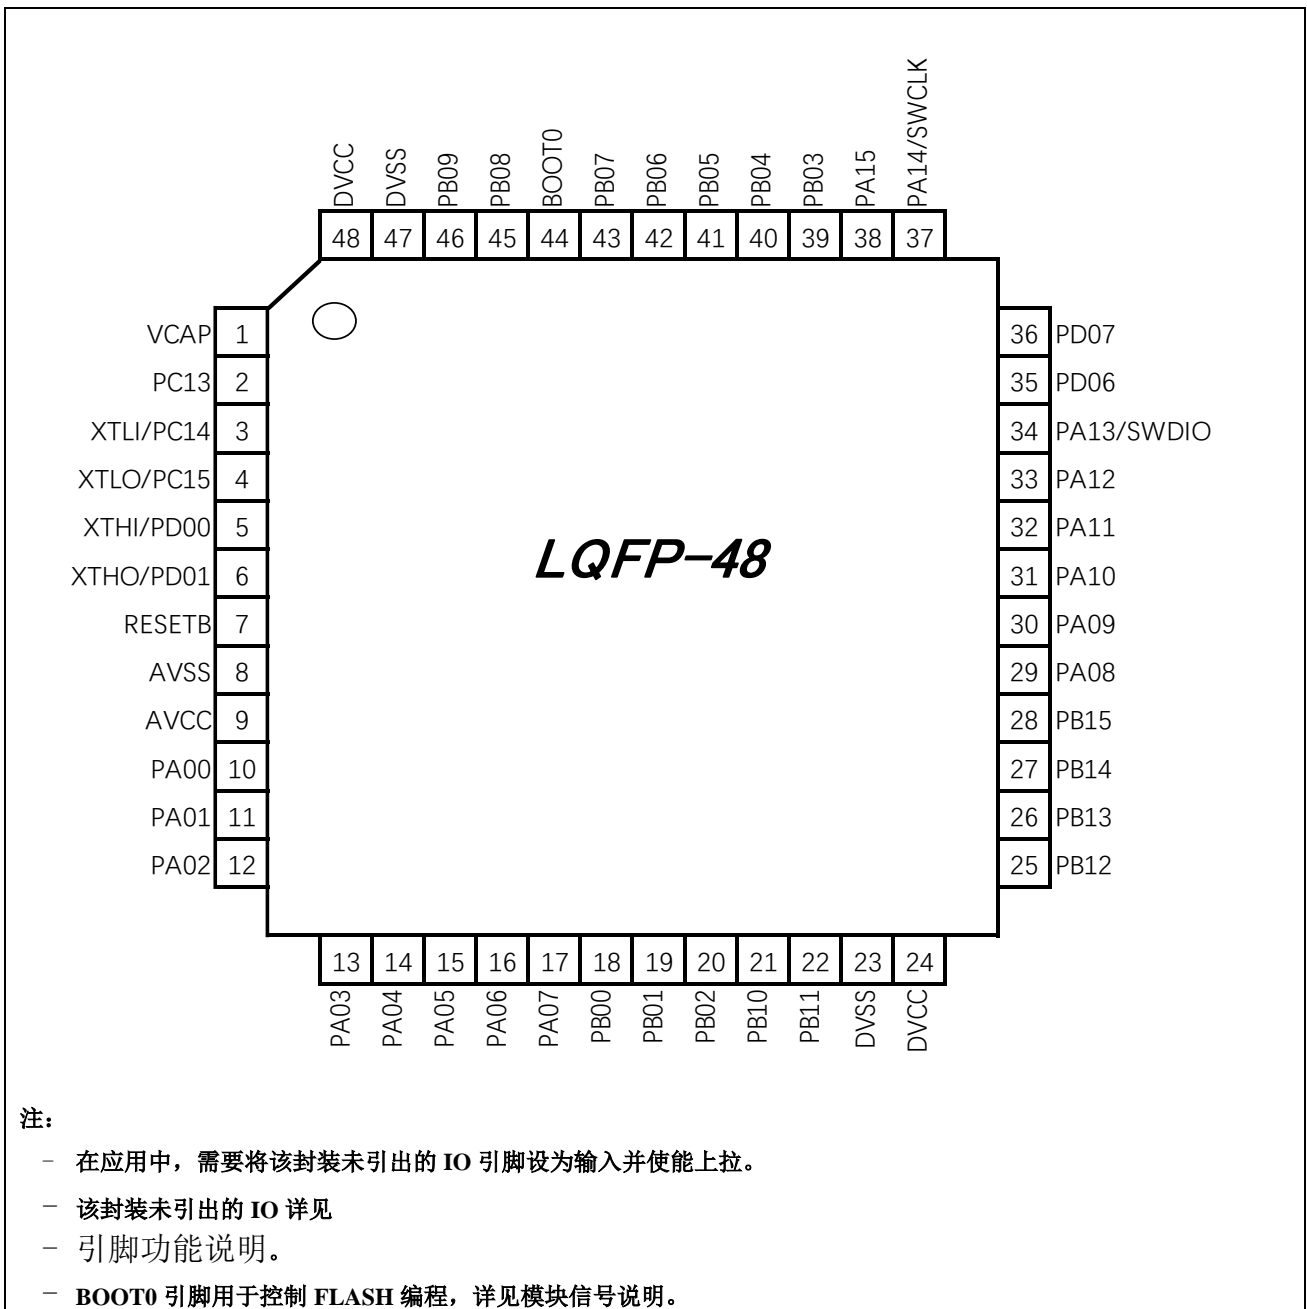 DVCC
DVSS
PB09
PB08
BOOT0
PB07
PB06
PB05
PB04
PB03
PA15
PA14/SWCLK
48 47 46 45 44 43 42 41 40 39 38 37
VCAP 1
PC13 2
XTLI/PC14 3
XTLO/PC15 4
XTHI/PD00 5
XTHO/PD01 6
RESETB 7
AVSS 8
AVCC 9
PA00 10
PA01 11
PA02 12
LQFP-48
36 PD07
35 PD06
34 PA13/SWDIO
33 PA12
32 PA11
31 PA10
30 PA09
29 PA08
28 PB15
27 PB14
26 PB13
25 PB12
13 14 15 16 17 18 19 20 21 22 23 24
PA03
PA04
PA05
PA06
PA07
PB00
PB01
PB02
PB10
PB11
DVSS
DVCC
注:
– 在应用中，需要将该封装未引出的 IO 引脚设为输入并使能上拉。
– 该封装未引出的 IO 详见
– 引脚功能说明。
– BOOT0 引脚用于控制 FLASH 编程，详见模块信号说明。